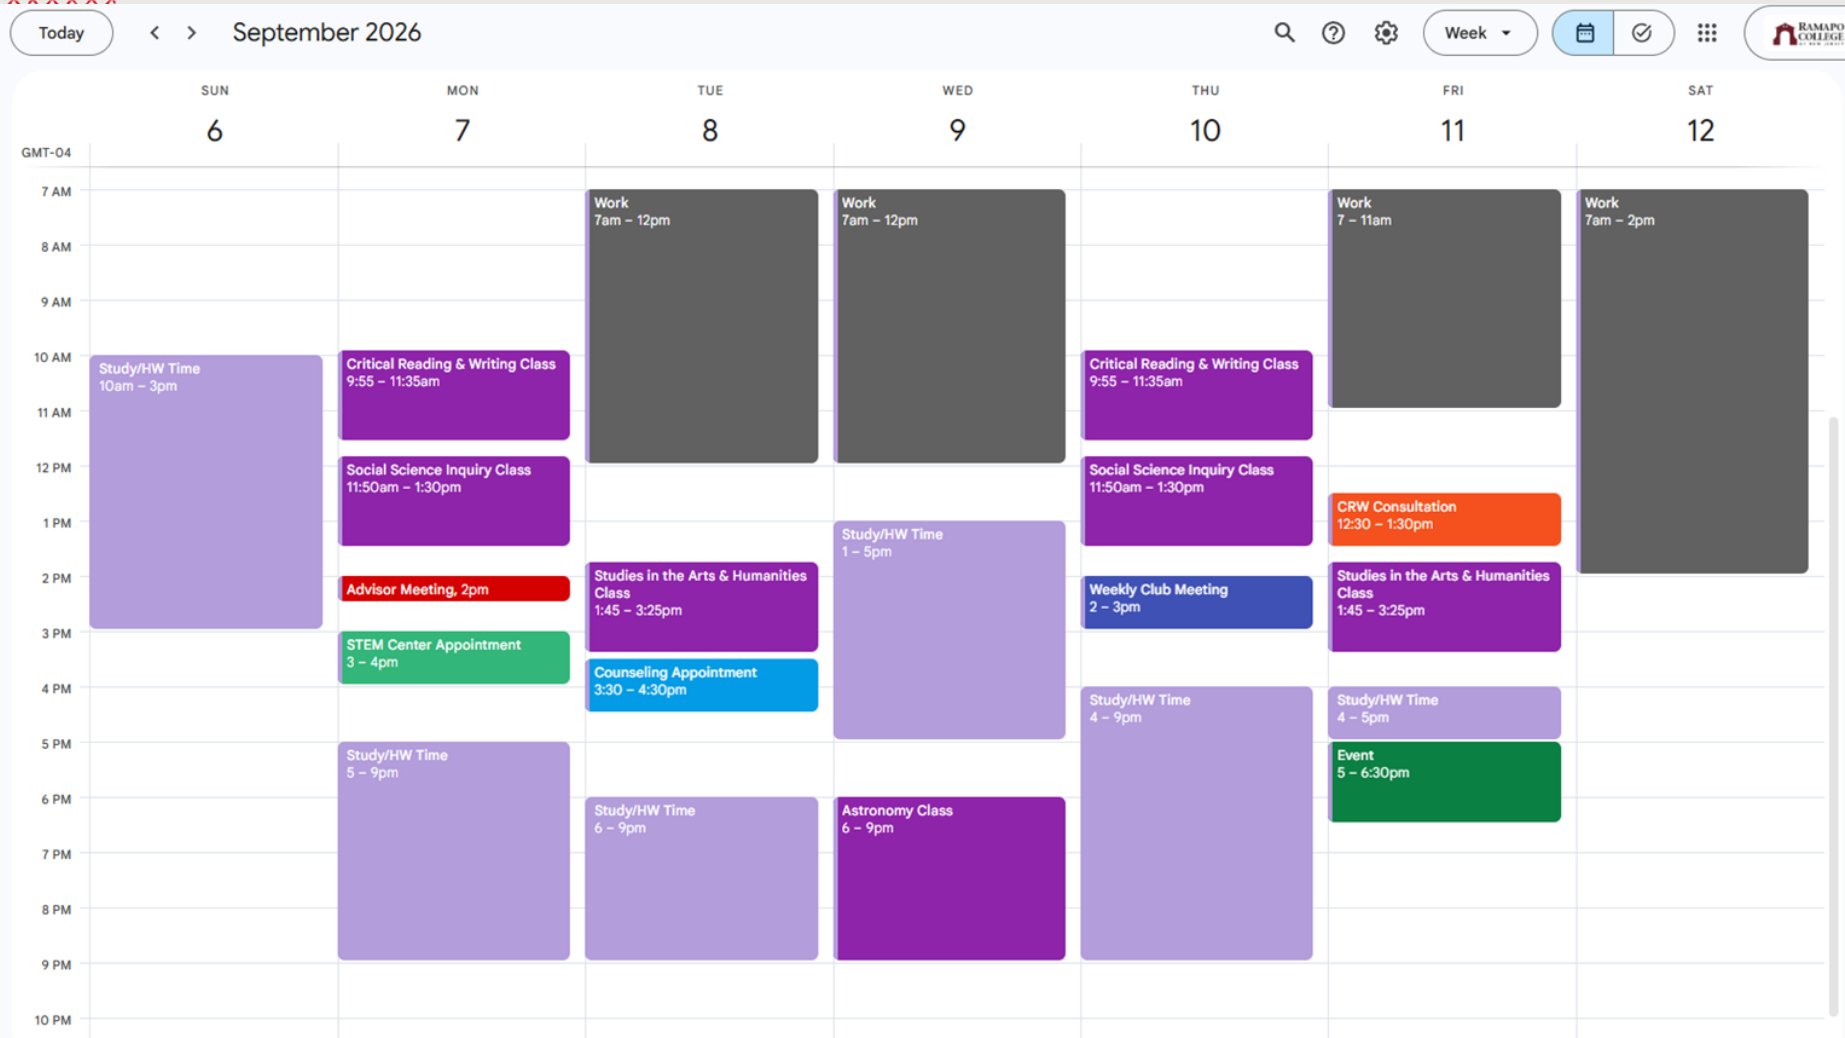 Today
September 2026
Week
RAMAPO
COLLEGE
SUN
MON
TUE
WED
THU
FRI
SAT
6
7
8
9
10
11
12
GMT-04
7 AM
8 AM
9 AM
10 AM
11 AM
12 PM
1 PM
2 PM
3 PM
4 PM
5 PM
6 PM
7 PM
8 PM
9 PM
10 PM
Study/HW Time
10am – 3pm
Critical Reading & Writing Class
9:55 – 11:35am
Social Science Inquiry Class
11:50am – 1:30pm
Advisor Meeting, 2pm
STEM Center Appointment
3 – 4pm
Study/HW Time
5 – 9pm
Work
7am – 12pm
Studies in the Arts & Humanities
Class
1:45 – 3:25pm
Counseling Appointment
3:30 – 4:30pm
Study/HW Time
6 – 9pm
Work
7am – 12pm
Study/HW Time
1 – 5pm
Astronomy Class
6 – 9pm
Critical Reading & Writing Class
9:55 – 11:35am
Social Science Inquiry Class
11:50am – 1:30pm
Weekly Club Meeting
2 – 3pm
Study/HW Time
4 – 9pm
Work
7 – 11am
CRW Consultation
12:30 – 1:30pm
Studies in the Arts & Humanities
Class
1:45 – 3:25pm
Study/HW Time
4 – 5pm
Event
5 – 6:30pm
Work
7am – 2pm